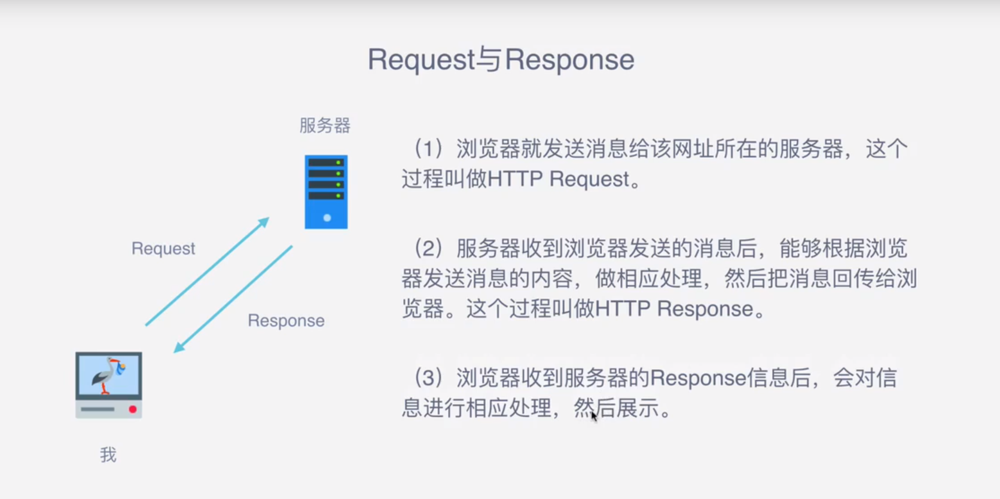 Request与Response
服务器
（1）浏览器就发送消息给该网址所在的服务器，这个
过程叫做HTTP Request。
（2）服务器收到浏览器发送的消息后，能够根据浏览
器发送消息的内容，做相应处理，然后把消息回传给浏
览器。这个过程叫做HTTP Response。
（3）浏览器收到服务器的Response信息后，会对信
息进行相应处理，然后展示。
Request
Response
我